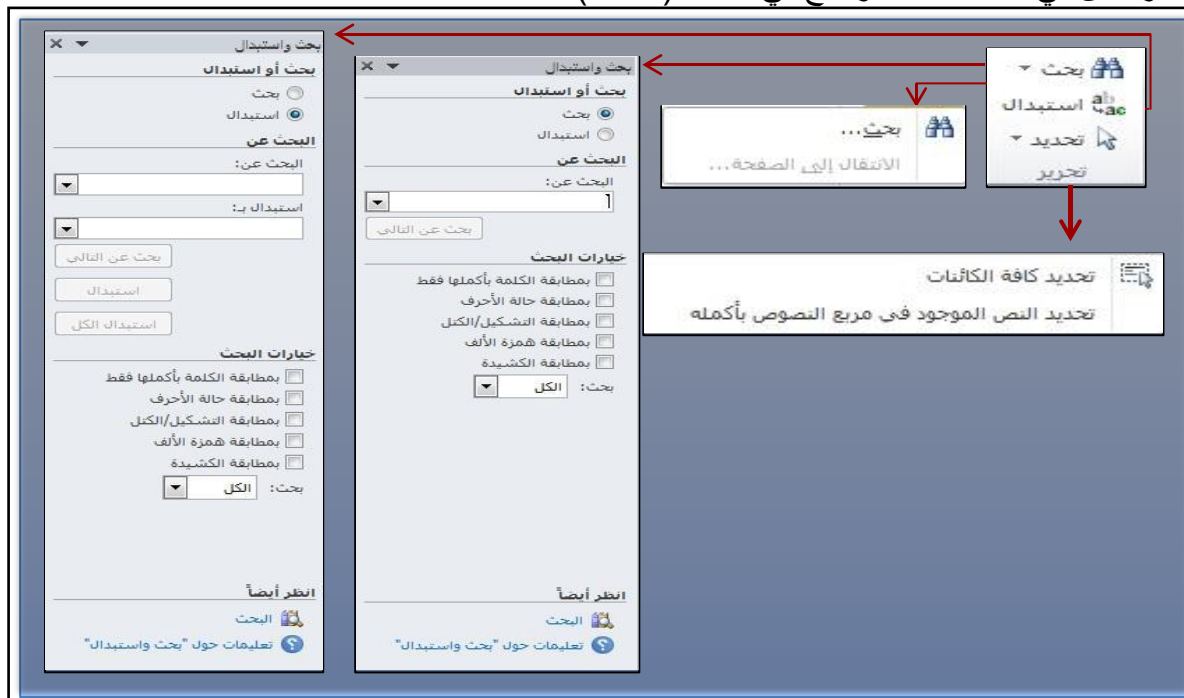 بحث
استبدال
تحديد
تحرير
بحث...
الانتقال إلى الصفحة...
تحديد كافة الكائنات
تحديد النص الموجود في مربع النصوص بأكمله
بحث واستبدال
بحث أو استبدال
بحث
استبدال
البحث عن
البحث عن:
أ
بحث عن التالي
خيارات البحث
بمطابقة الكلمة بأكملها فقط
بمطابقة حالة الأحرف
بمطابقة التشكيل/الكتل
بمطابقة همزة الألف
بمطابقة الكشيدة
بحث: الكل
انظر أيضاً
البحث
تعليمات حول "بحث واستبدال"
بحث واستبدال
بحث أو استبدال
بحث
استبدال
البحث عن
البحث عن:
استبدال بـ:
بحث عن التالي
استبدال
استبدال الكل
خيارات البحث
بمطابقة الكلمة بأكملها فقط
بمطابقة حالة الأحرف
بمطابقة التشكيل/الكتل
بمطابقة همزة الألف
بمطابقة الكشيدة
بحث: الكل
انظر أيضاً
البحث
تعليمات حول "بحث واستبدال"